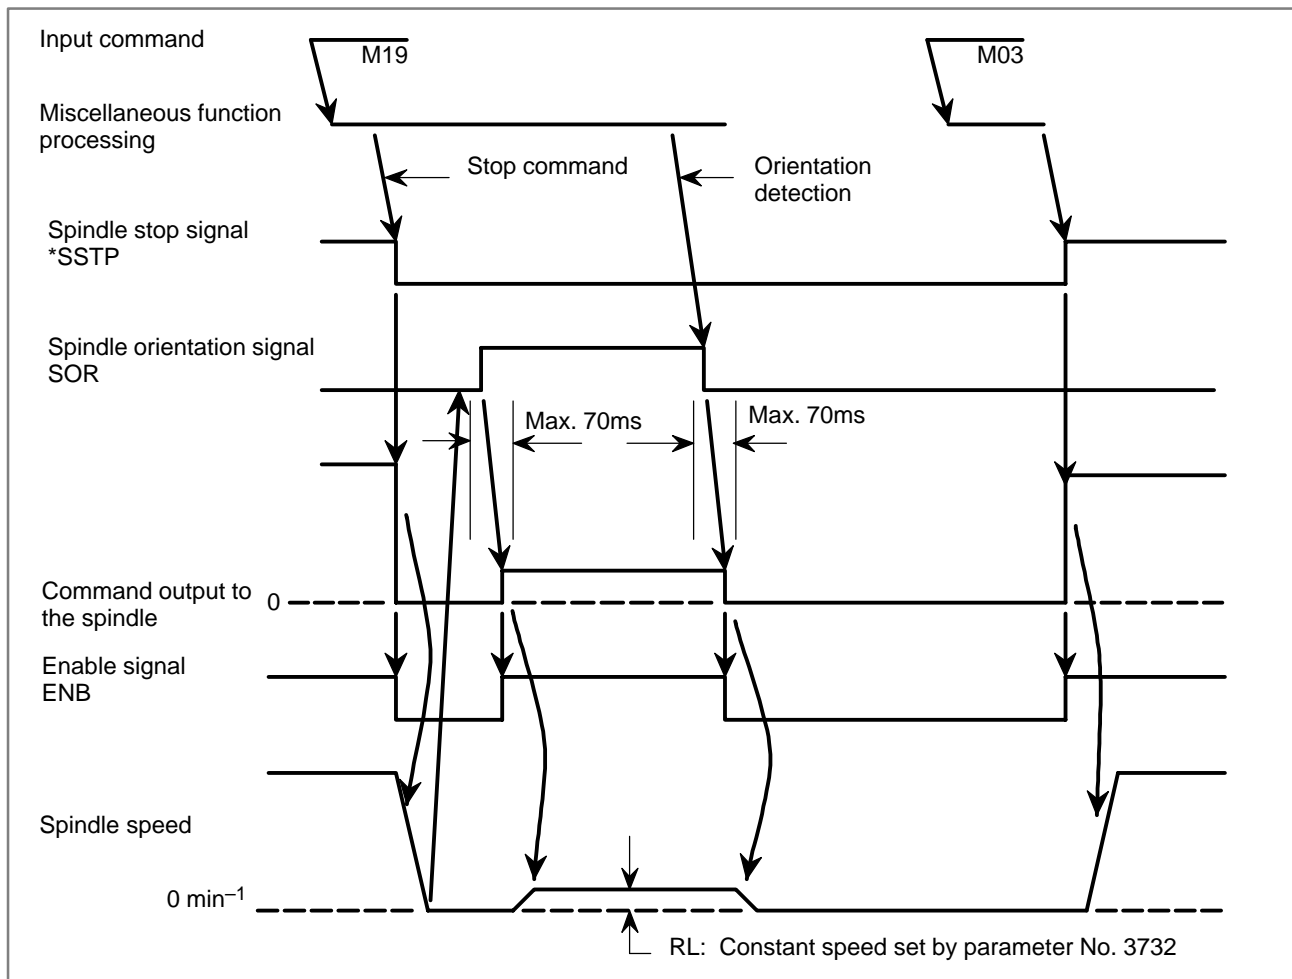 Input command
M19
M03
Miscellaneous function
processing
Stop command
Orientation
detection
Spindle stop signal
*SSTP
Spindle orientation signal
SOR
Max. 70ms
Max. 70ms
Command output to
the spindle
0
Enable signal
ENB
Spindle speed
0 min–1
RL: Constant speed set by parameter No. 3732